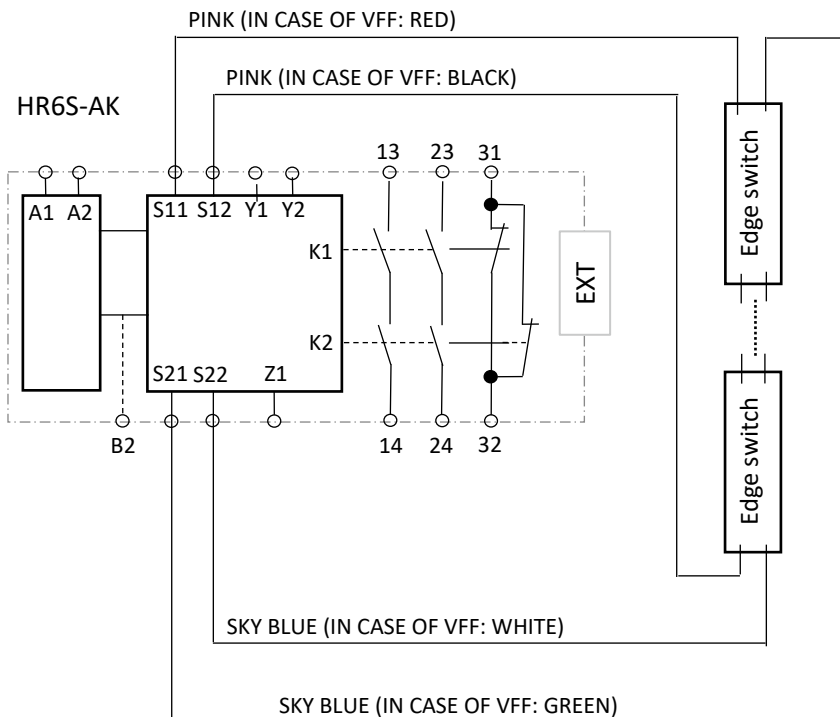 PINK (IN CASE OF VFF: RED)
PINK (IN CASE OF VFF: BLACK)
HR6S-AK
13 23 31
A1 A2 S11 S12 Y1 Y2
Edge switch
K1
EXT
K2
S21 S22 Z1
B2 14 24 32
Edge switch
SKY BLUE (IN CASE OF VFF: WHITE)
SKY BLUE (IN CASE OF VFF: GREEN)